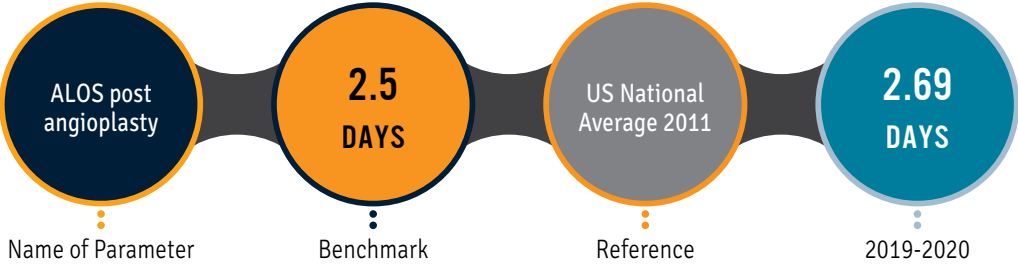 ALOS post
angioplasty
2.5
DAYS
US National
Average 2011
2.69
DAYS
Name of Parameter
Benchmark
Reference
2019-2020